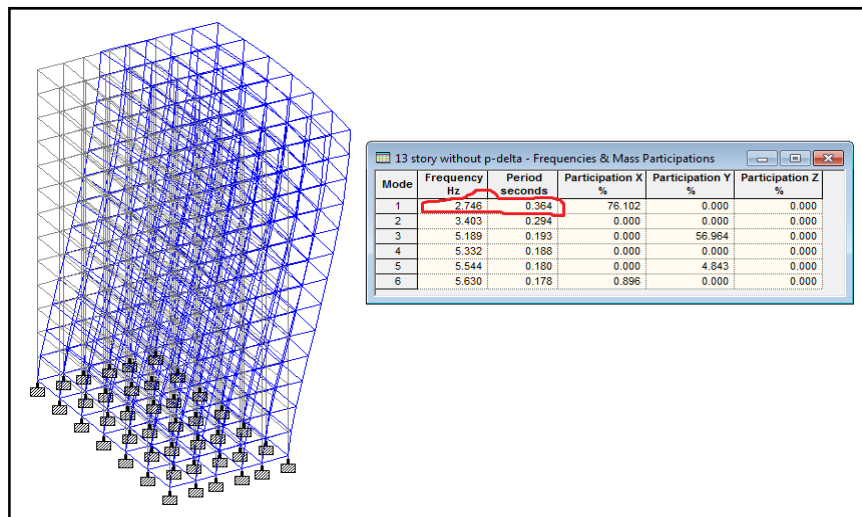 13 story without p-delta - Frequencies & Mass Participations
Mode Frequency Hz Period seconds Participation X % Participation Y % Participation Z %
1 2.746 0.364 76.102 0.000 0.000
2 3.403 0.294 0.000 0.000 0.000
3 5.189 0.193 0.000 56.964 0.000
4 5.332 0.188 0.000 0.000 0.000
5 5.544 0.180 0.000 4.843 0.000
6 5.630 0.178 0.896 0.000 0.000